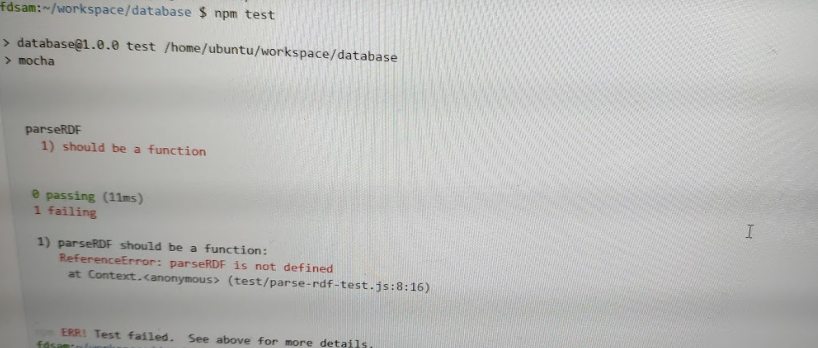 fdsam:~/workspace/database $ npm test
> database@1.0.0 test /home/ubuntu/workspace/database
> mocha
parseRDF
1) should be a function
0 passing (11ms)
1 failing
1) parseRDF should be a function:
ReferenceError: parseRDF is not defined
at Context.<anonymous> (test/parse-rdf-test.js:8:16)
npm ERR! Test failed. See above for more details.